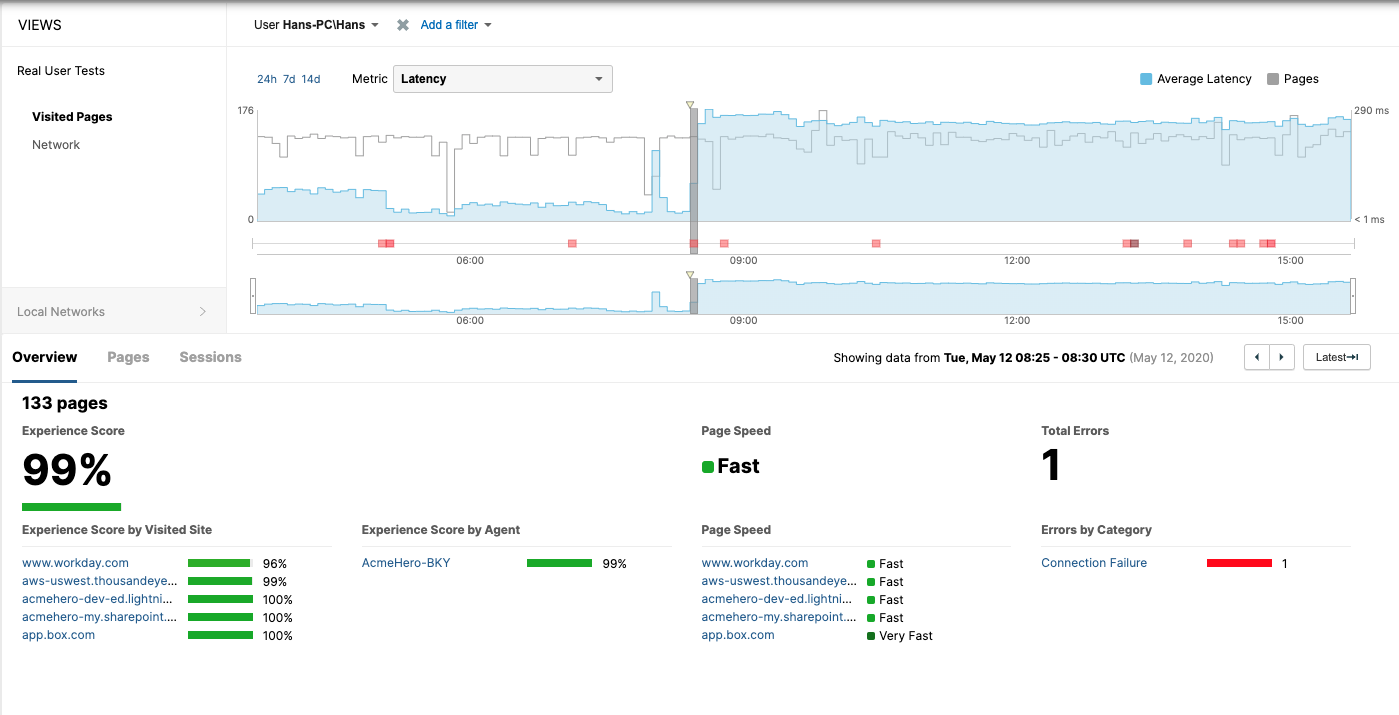 VIEWS
User Hans-PC\Hans
Add a filter
Real User Tests
24h 7d 14d
Metric Latency
Average Latency
Pages
Visited Pages
Network
176
290 ms
0
< 1 ms
06:00 09:00 12:00 15:00
Local Networks
06:00 09:00 12:00 15:00
Overview Pages Sessions
Showing data from Tue, May 12 08:25 - 08:30 UTC (May 12, 2020)
Latest
133 pages
Experience Score
99%
Page Speed
Fast
Total Errors
1
Experience Score by Visited Site
www.workday.com 96%
aws-uswest.thousandeye... 99%
acmehero-dev-ed.lightni... 100%
acmehero-my.sharepoint.... 100%
app.box.com 100%
Experience Score by Agent
AcmeHero-BKY 99%
Page Speed
www.workday.com Fast
aws-uswest.thousandeye... Fast
acmehero-dev-ed.lightni... Fast
acmehero-my.sharepoint.... Fast
app.box.com Very Fast
Errors by Category
Connection Failure 1